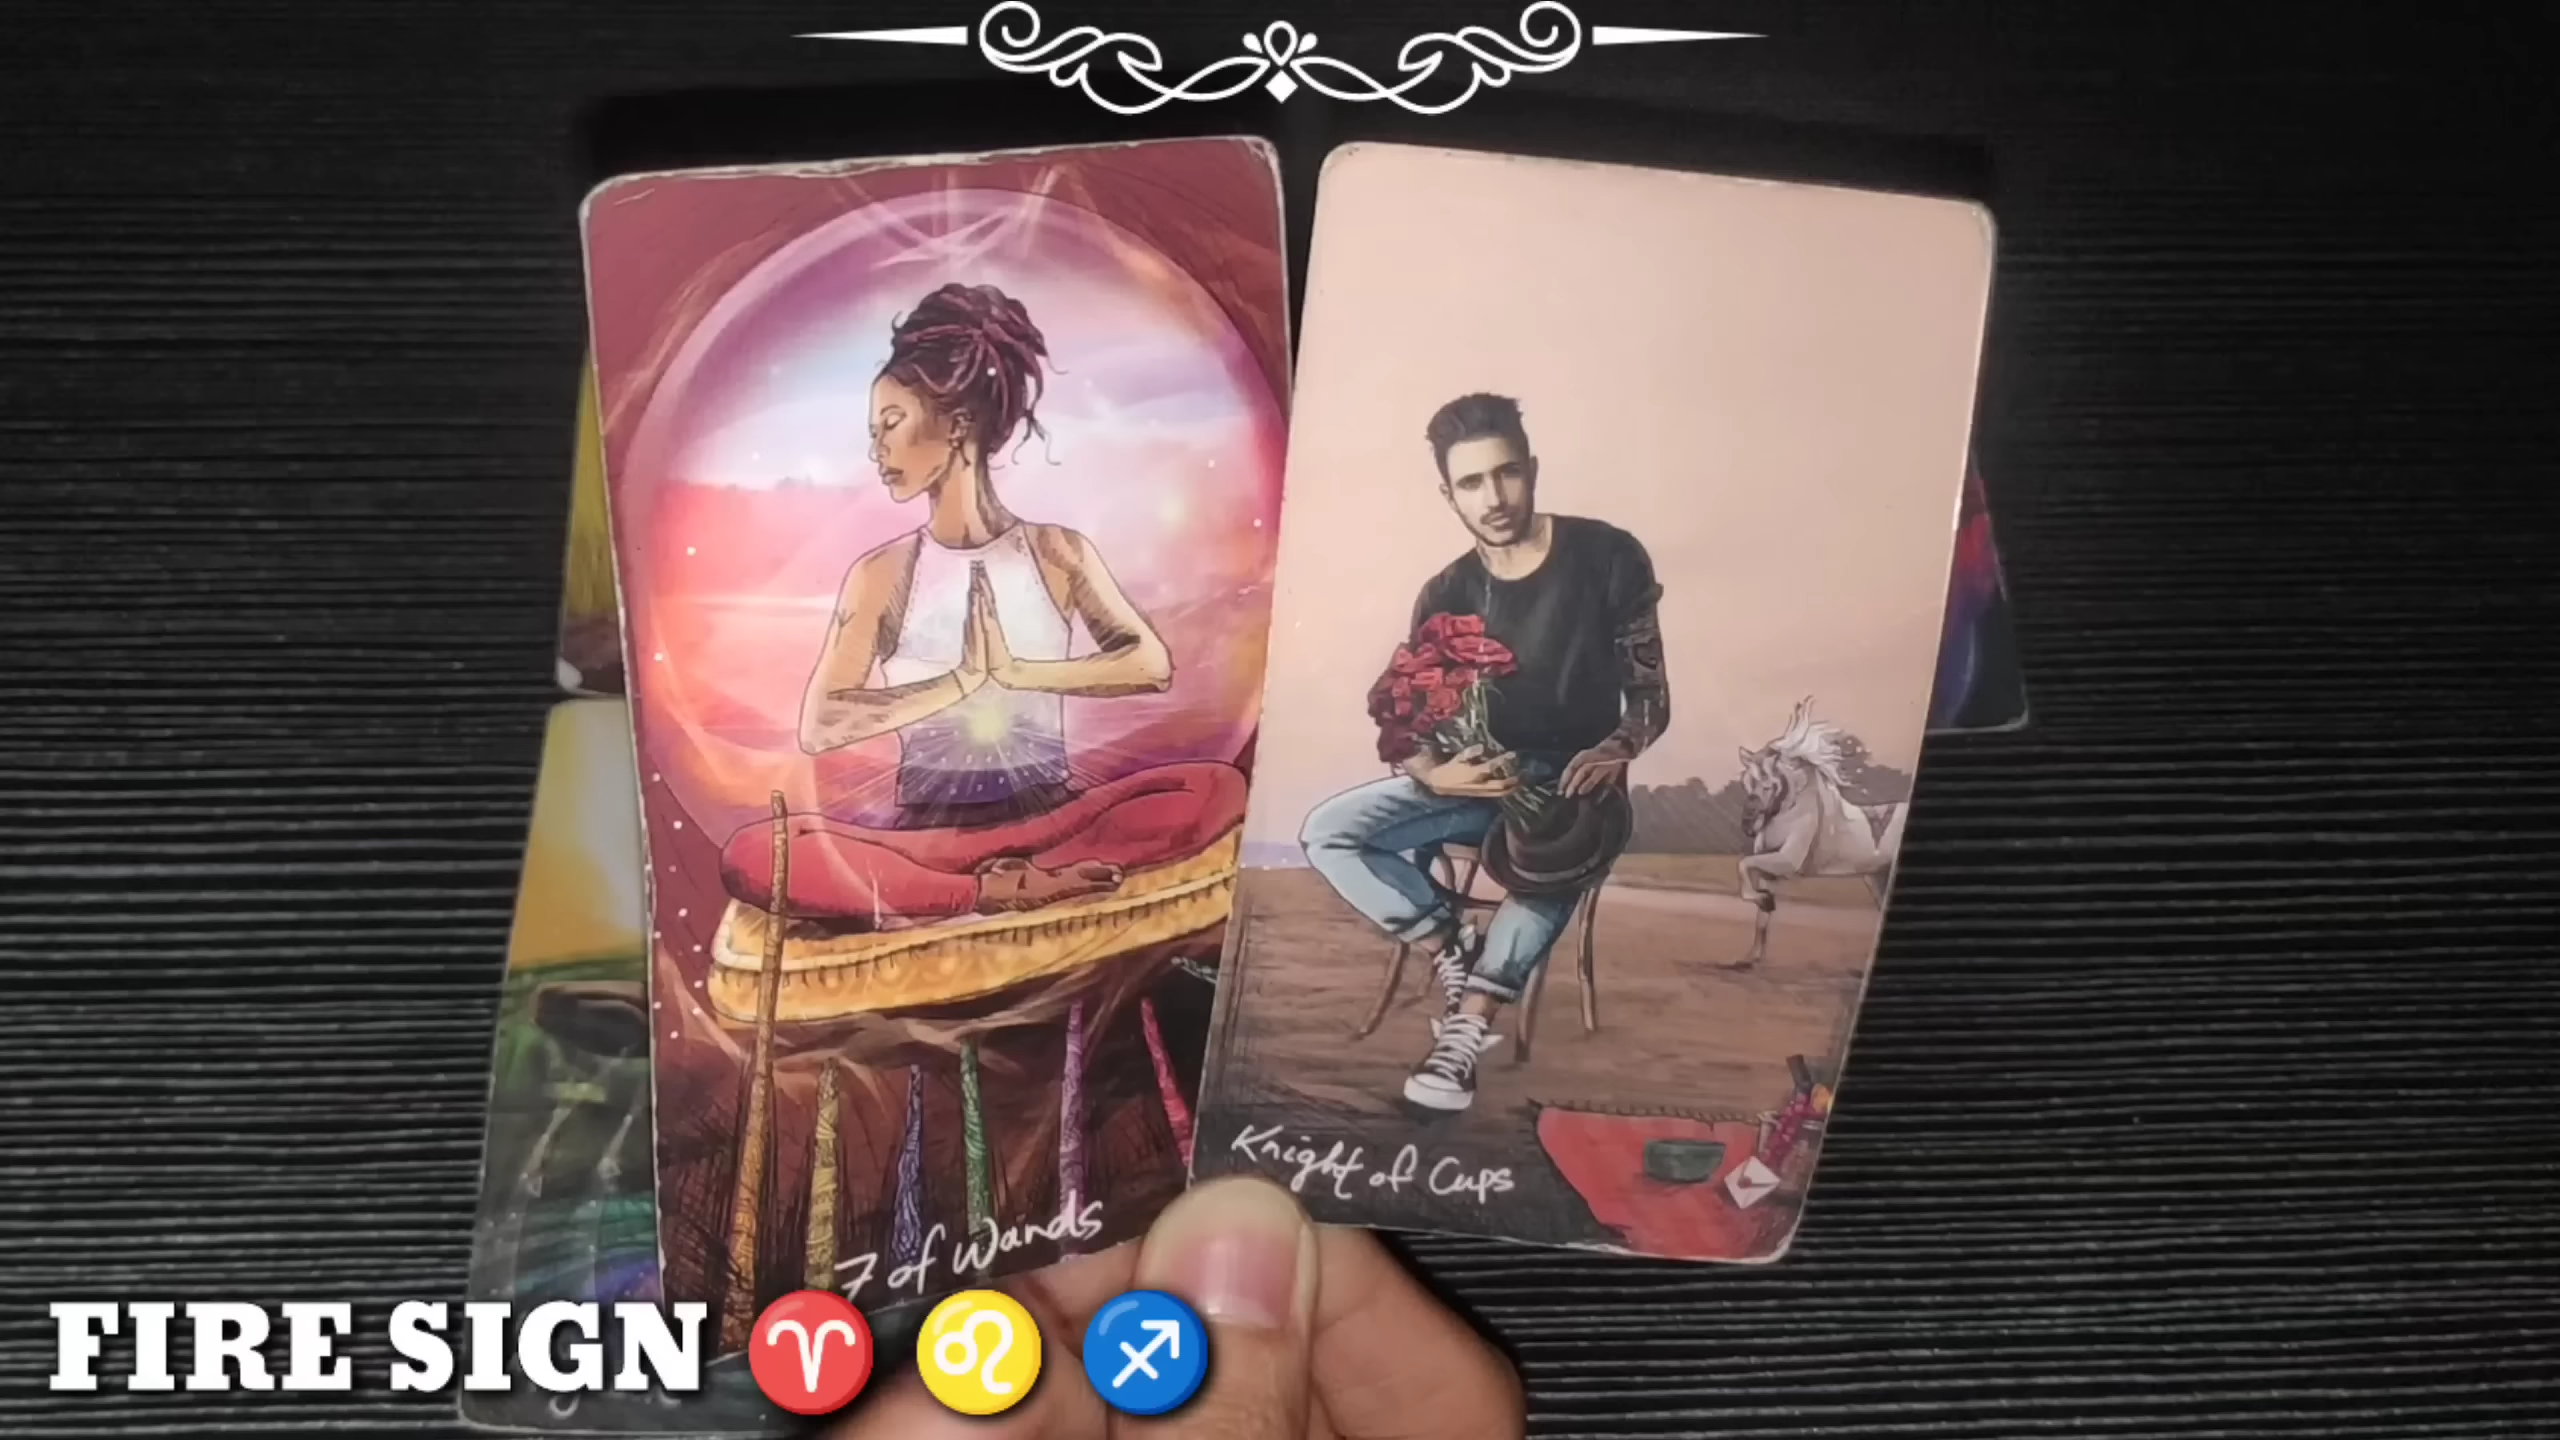 Knight of Cups
7 of Wands
FIRE SIGN ♈ ♌ ♐